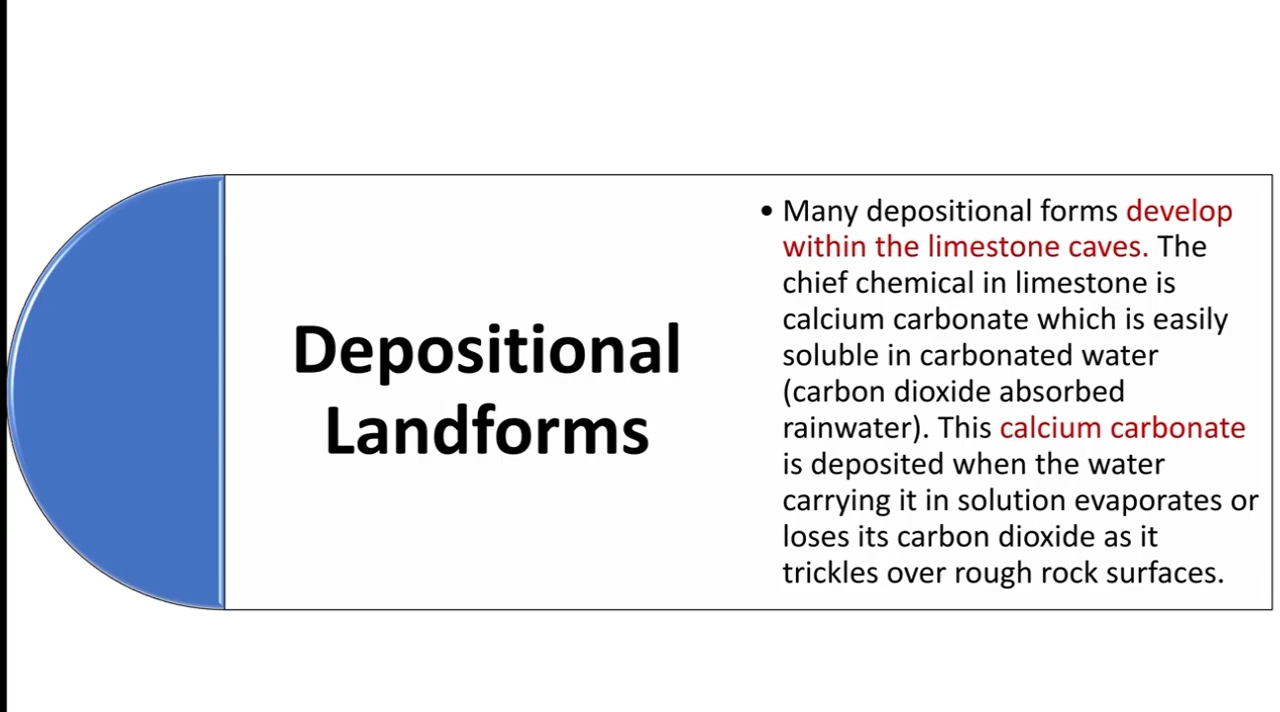 Depositional
Landforms
• Many depositional forms develop
within the limestone caves. The
chief chemical in limestone is
calcium carbonate which is easily
soluble in carbonated water
(carbon dioxide absorbed
rainwater). This calcium carbonate
is deposited when the water
carrying it in solution evaporates or
loses its carbon dioxide as it
trickles over rough rock surfaces.